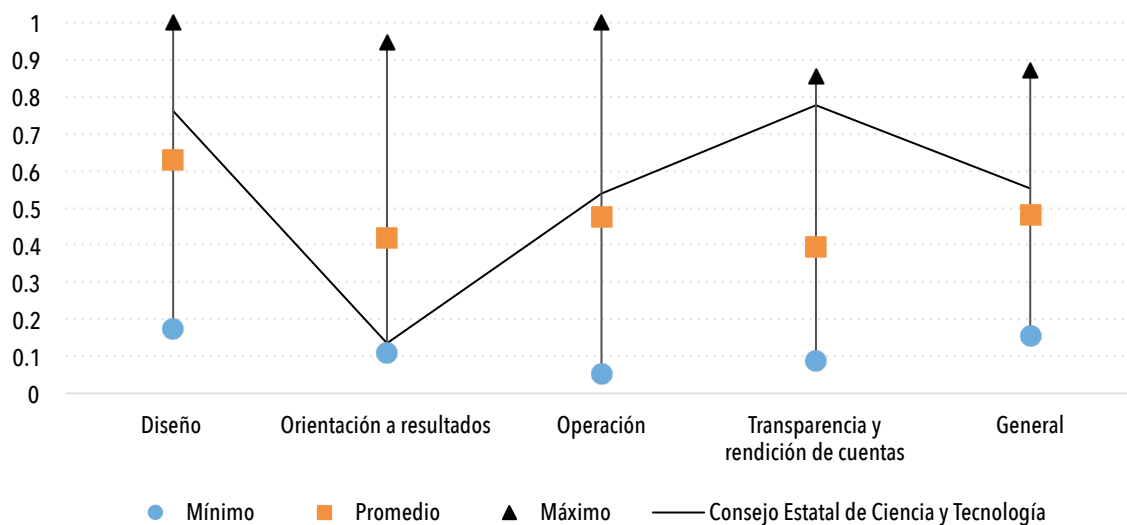 1
0.9
0.8
0.7
0.6
0.5
0.4
0.3
0.2
0.1
0
Diseño
Orientación a resultados
Operación
Transparencia y
rendición de cuentas
General
Mínimo
Promedio
Máximo
Consejo Estatal de Ciencia y Tecnología